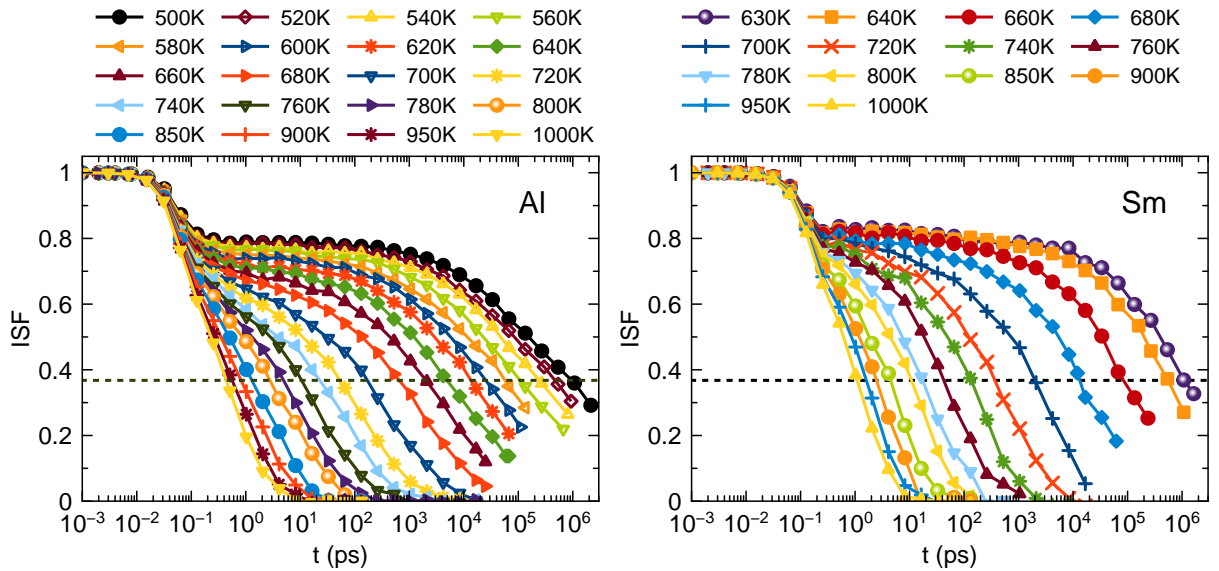 500K 520K 540K 560K
580K 600K 620K 640K
660K 680K 700K 720K
740K 760K 780K 800K
850K 900K 950K 1000K
1
0.8
0.6
0.4
0.2
0
ISF
Al
10⁻³ 10⁻² 10⁻¹ 10⁰ 10¹ 10² 10³ 10⁴ 10⁵ 10⁶
t (ps)
630K 640K 660K 680K
700K 720K 740K 760K
780K 800K 850K 900K
950K 1000K
1
0.8
0.6
0.4
0.2
0
ISF
Sm
10⁻³ 10⁻² 10⁻¹ 10⁰ 10¹ 10² 10³ 10⁴ 10⁵ 10⁶
t (ps)